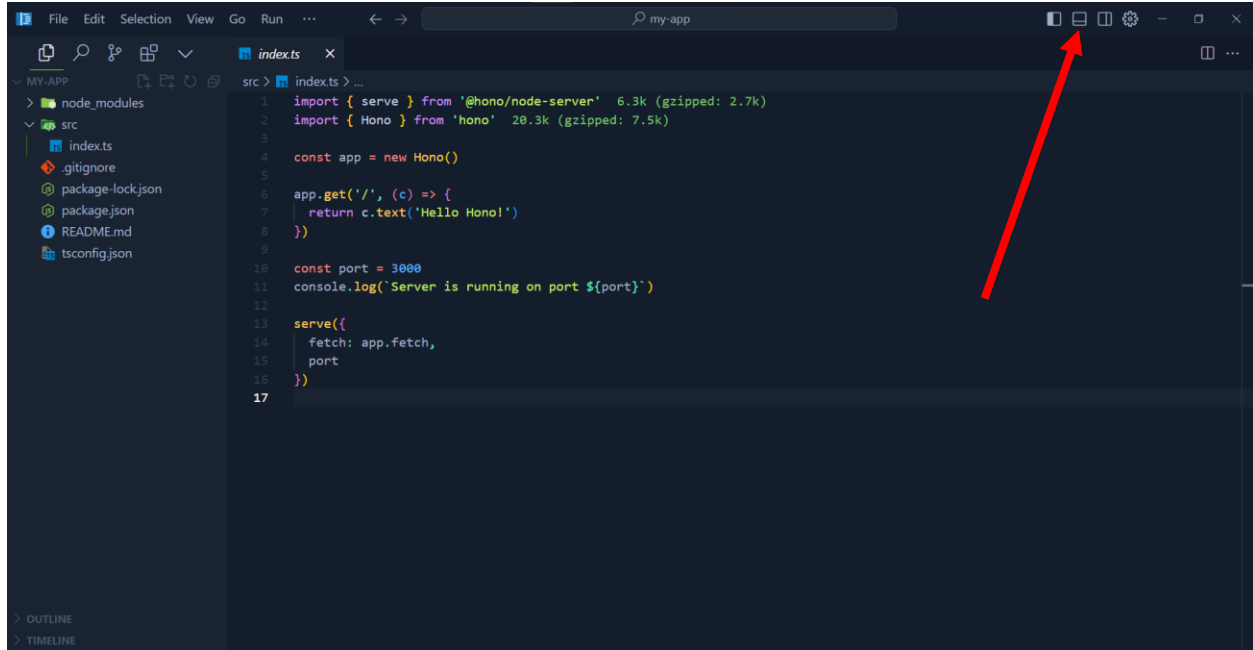 File Edit Selection View Go Run ...
my-app
index.ts
MY-APP
src > index.ts > ...
node_modules
src
index.ts
.gitignore
package-lock.json
package.json
README.md
tsconfig.json
1 import { serve } from '@hono/node-server' 6.3k (gzipped: 2.7k)
2 import { Hono } from 'hono' 20.3k (gzipped: 7.5k)
3
4 const app = new Hono()
5
6 app.get('/', (c) => {
7 return c.text('Hello Hono!')
8 })
9
10 const port = 3000
11 console.log(`Server is running on port ${port}`)
12
13 serve({
14 fetch: app.fetch,
15 port
16 })
17
OUTLINE
TIMELINE